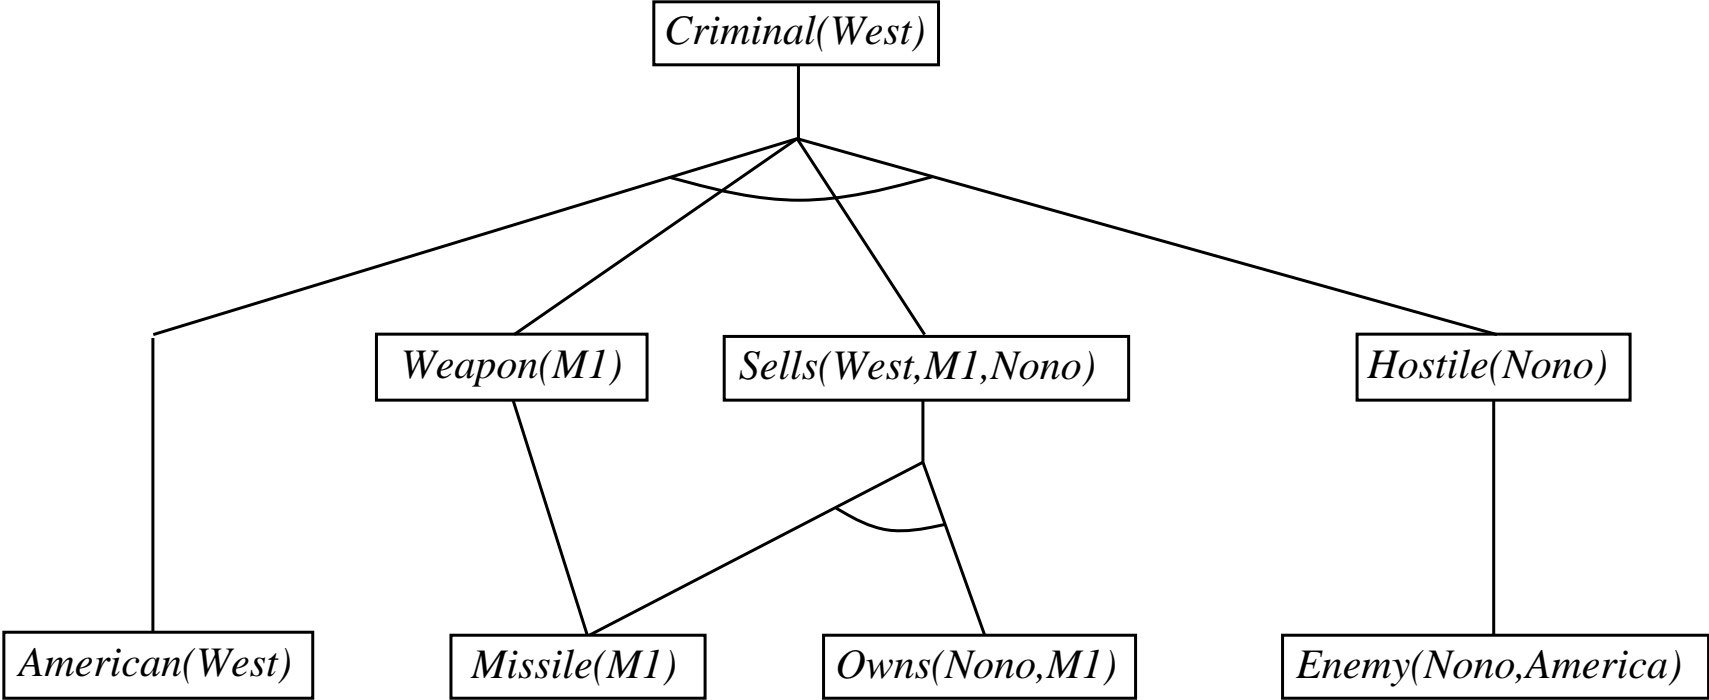 Criminal(West)
Weapon(M1)
Sells(West,M1,Nono)
Hostile(Nono)
American(West)
Missile(M1)
Owns(Nono,M1)
Enemy(Nono,America)